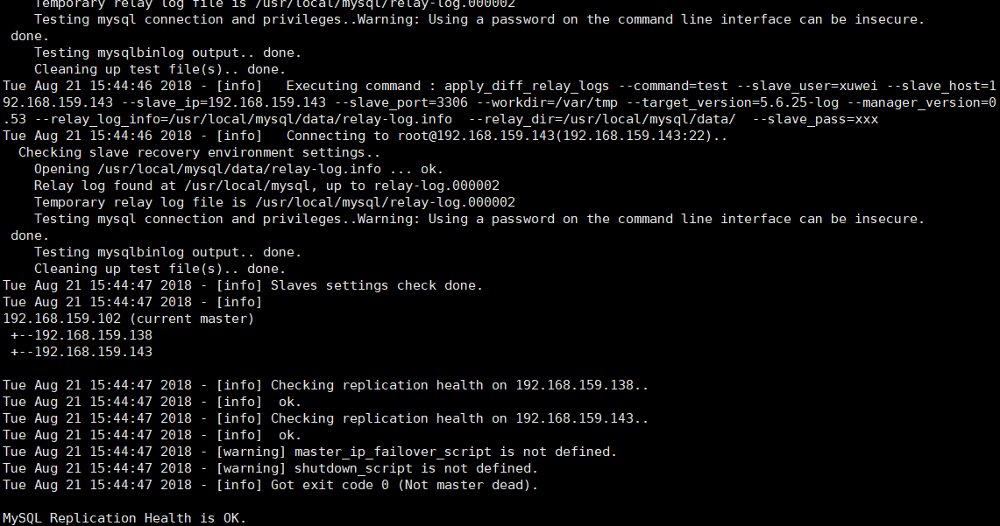 Temporary relay log file is /usr/local/mysql/relay-log.000002
    Testing mysql connection and privileges..Warning: Using a password on the command line interface can be insecure.
 done.
    Testing mysqlbinlog output.. done.
    Cleaning up test file(s).. done.
Tue Aug 21 15:44:46 2018 - [info]   Executing command : apply_diff_relay_logs --command=test --slave_user=xuwei --slave_host=1
92.168.159.143 --slave_ip=192.168.159.143 --slave_port=3306 --workdir=/var/tmp --target_version=5.6.25-log --manager_version=0
.53 --relay_log_info=/usr/local/mysql/data/relay-log.info  --relay_dir=/usr/local/mysql/data/  --slave_pass=xxx
Tue Aug 21 15:44:46 2018 - [info]   Connecting to root@192.168.159.143(192.168.159.143:22)..
  Checking slave recovery environment settings..
    Opening /usr/local/mysql/data/relay-log.info ... ok.
    Relay log found at /usr/local/mysql, up to relay-log.000002
    Temporary relay log file is /usr/local/mysql/relay-log.000002
    Testing mysql connection and privileges..Warning: Using a password on the command line interface can be insecure.
 done.
    Testing mysqlbinlog output.. done.
    Cleaning up test file(s).. done.
Tue Aug 21 15:44:47 2018 - [info] Slaves settings check done.
Tue Aug 21 15:44:47 2018 - [info]
192.168.159.102 (current master)
 +--192.168.159.138
 +--192.168.159.143

Tue Aug 21 15:44:47 2018 - [info] Checking replication health on 192.168.159.138..
Tue Aug 21 15:44:47 2018 - [info]  ok.
Tue Aug 21 15:44:47 2018 - [info] Checking replication health on 192.168.159.143..
Tue Aug 21 15:44:47 2018 - [info]  ok.
Tue Aug 21 15:44:47 2018 - [warning] master_ip_failover_script is not defined.
Tue Aug 21 15:44:47 2018 - [warning] shutdown_script is not defined.
Tue Aug 21 15:44:47 2018 - [info] Got exit code 0 (Not master dead).

MySQL Replication Health is OK.